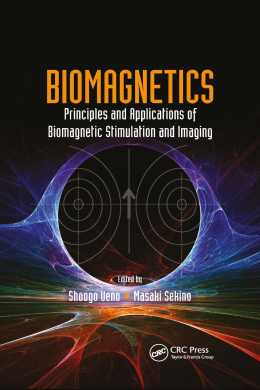 BIOMAGNETICS
Principles and Applications of
Biomagnetic Stimulation and Imaging
Edited by
Shoogo Ueno • Masaki Sekino
CRC
CRC Press
Taylor & Francis Group